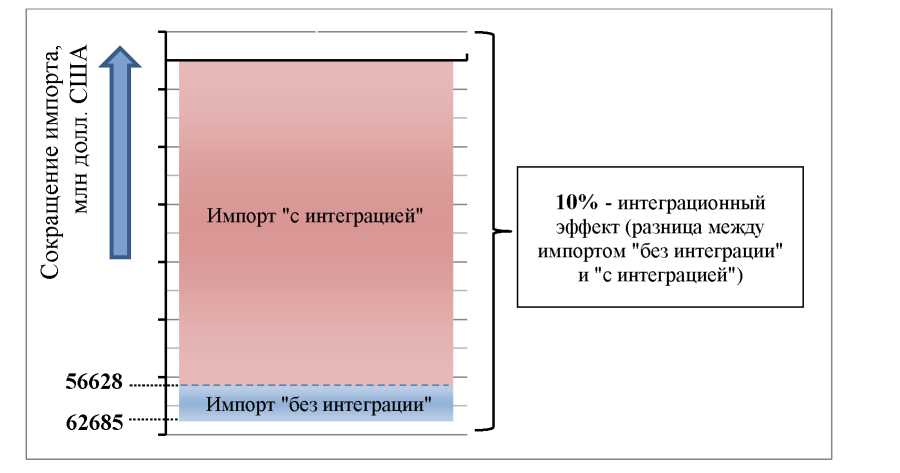 Сокращение импорта,
млн долл. США
Импорт "с интеграцией"
10% - интеграционный
эффект (разница между
импортом "без интеграции"
и "с интеграцией")
56628
Импорт "без интеграции"
62685